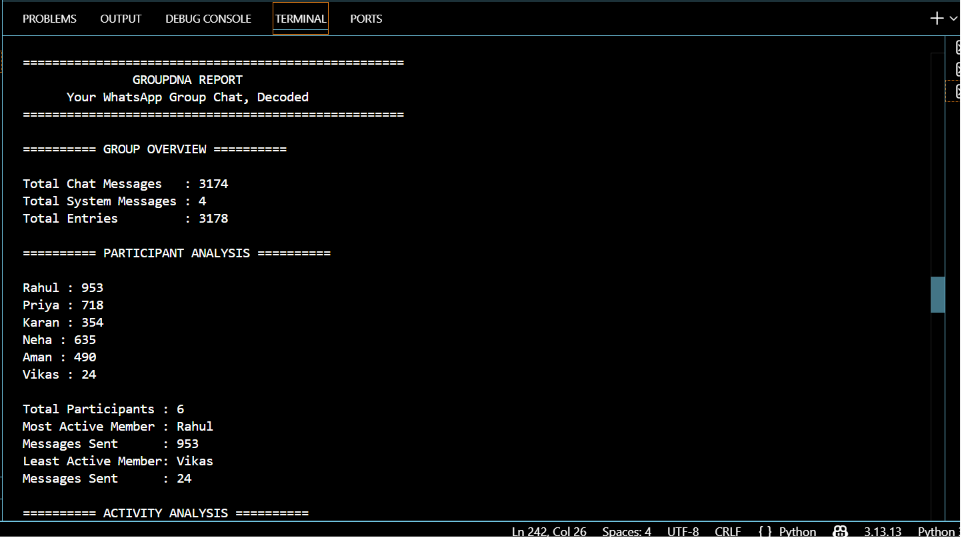 PROBLEMS OUTPUT DEBUG CONSOLE TERMINAL PORTS
====================================================
GROUPDNA REPORT
Your WhatsApp Group Chat, Decoded
====================================================
========== GROUP OVERVIEW ==========
Total Chat Messages : 3174
Total System Messages : 4
Total Entries : 3178
========== PARTICIPANT ANALYSIS ==========
Rahul : 953
Priya : 718
Karan : 354
Neha : 635
Aman : 490
Vikas : 24
Total Participants : 6
Most Active Member : Rahul
Messages Sent : 953
Least Active Member: Vikas
Messages Sent : 24
========== ACTIVITY ANALYSIS ==========
Ln 242, Col 26 Spaces: 4 UTF-8 CRLF { } Python 3.13.13 Python